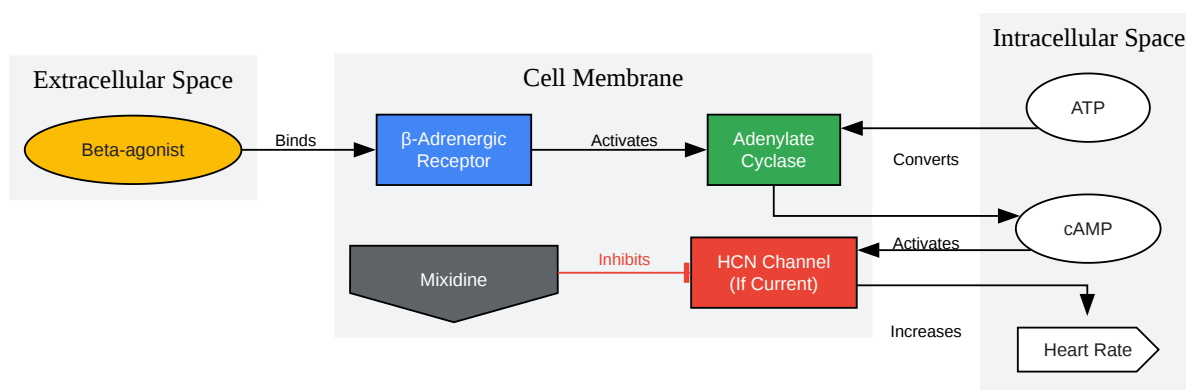 Extracellular Space
Beta-agonist
Binds
Cell Membrane
β-Adrenergic
Receptor
Activates
Adenylate
Cyclase
Mixidine
Inhibits
HCN Channel
(If Current)
Intracellular Space
ATP
Converts
cAMP
Activates
Increases
Heart Rate